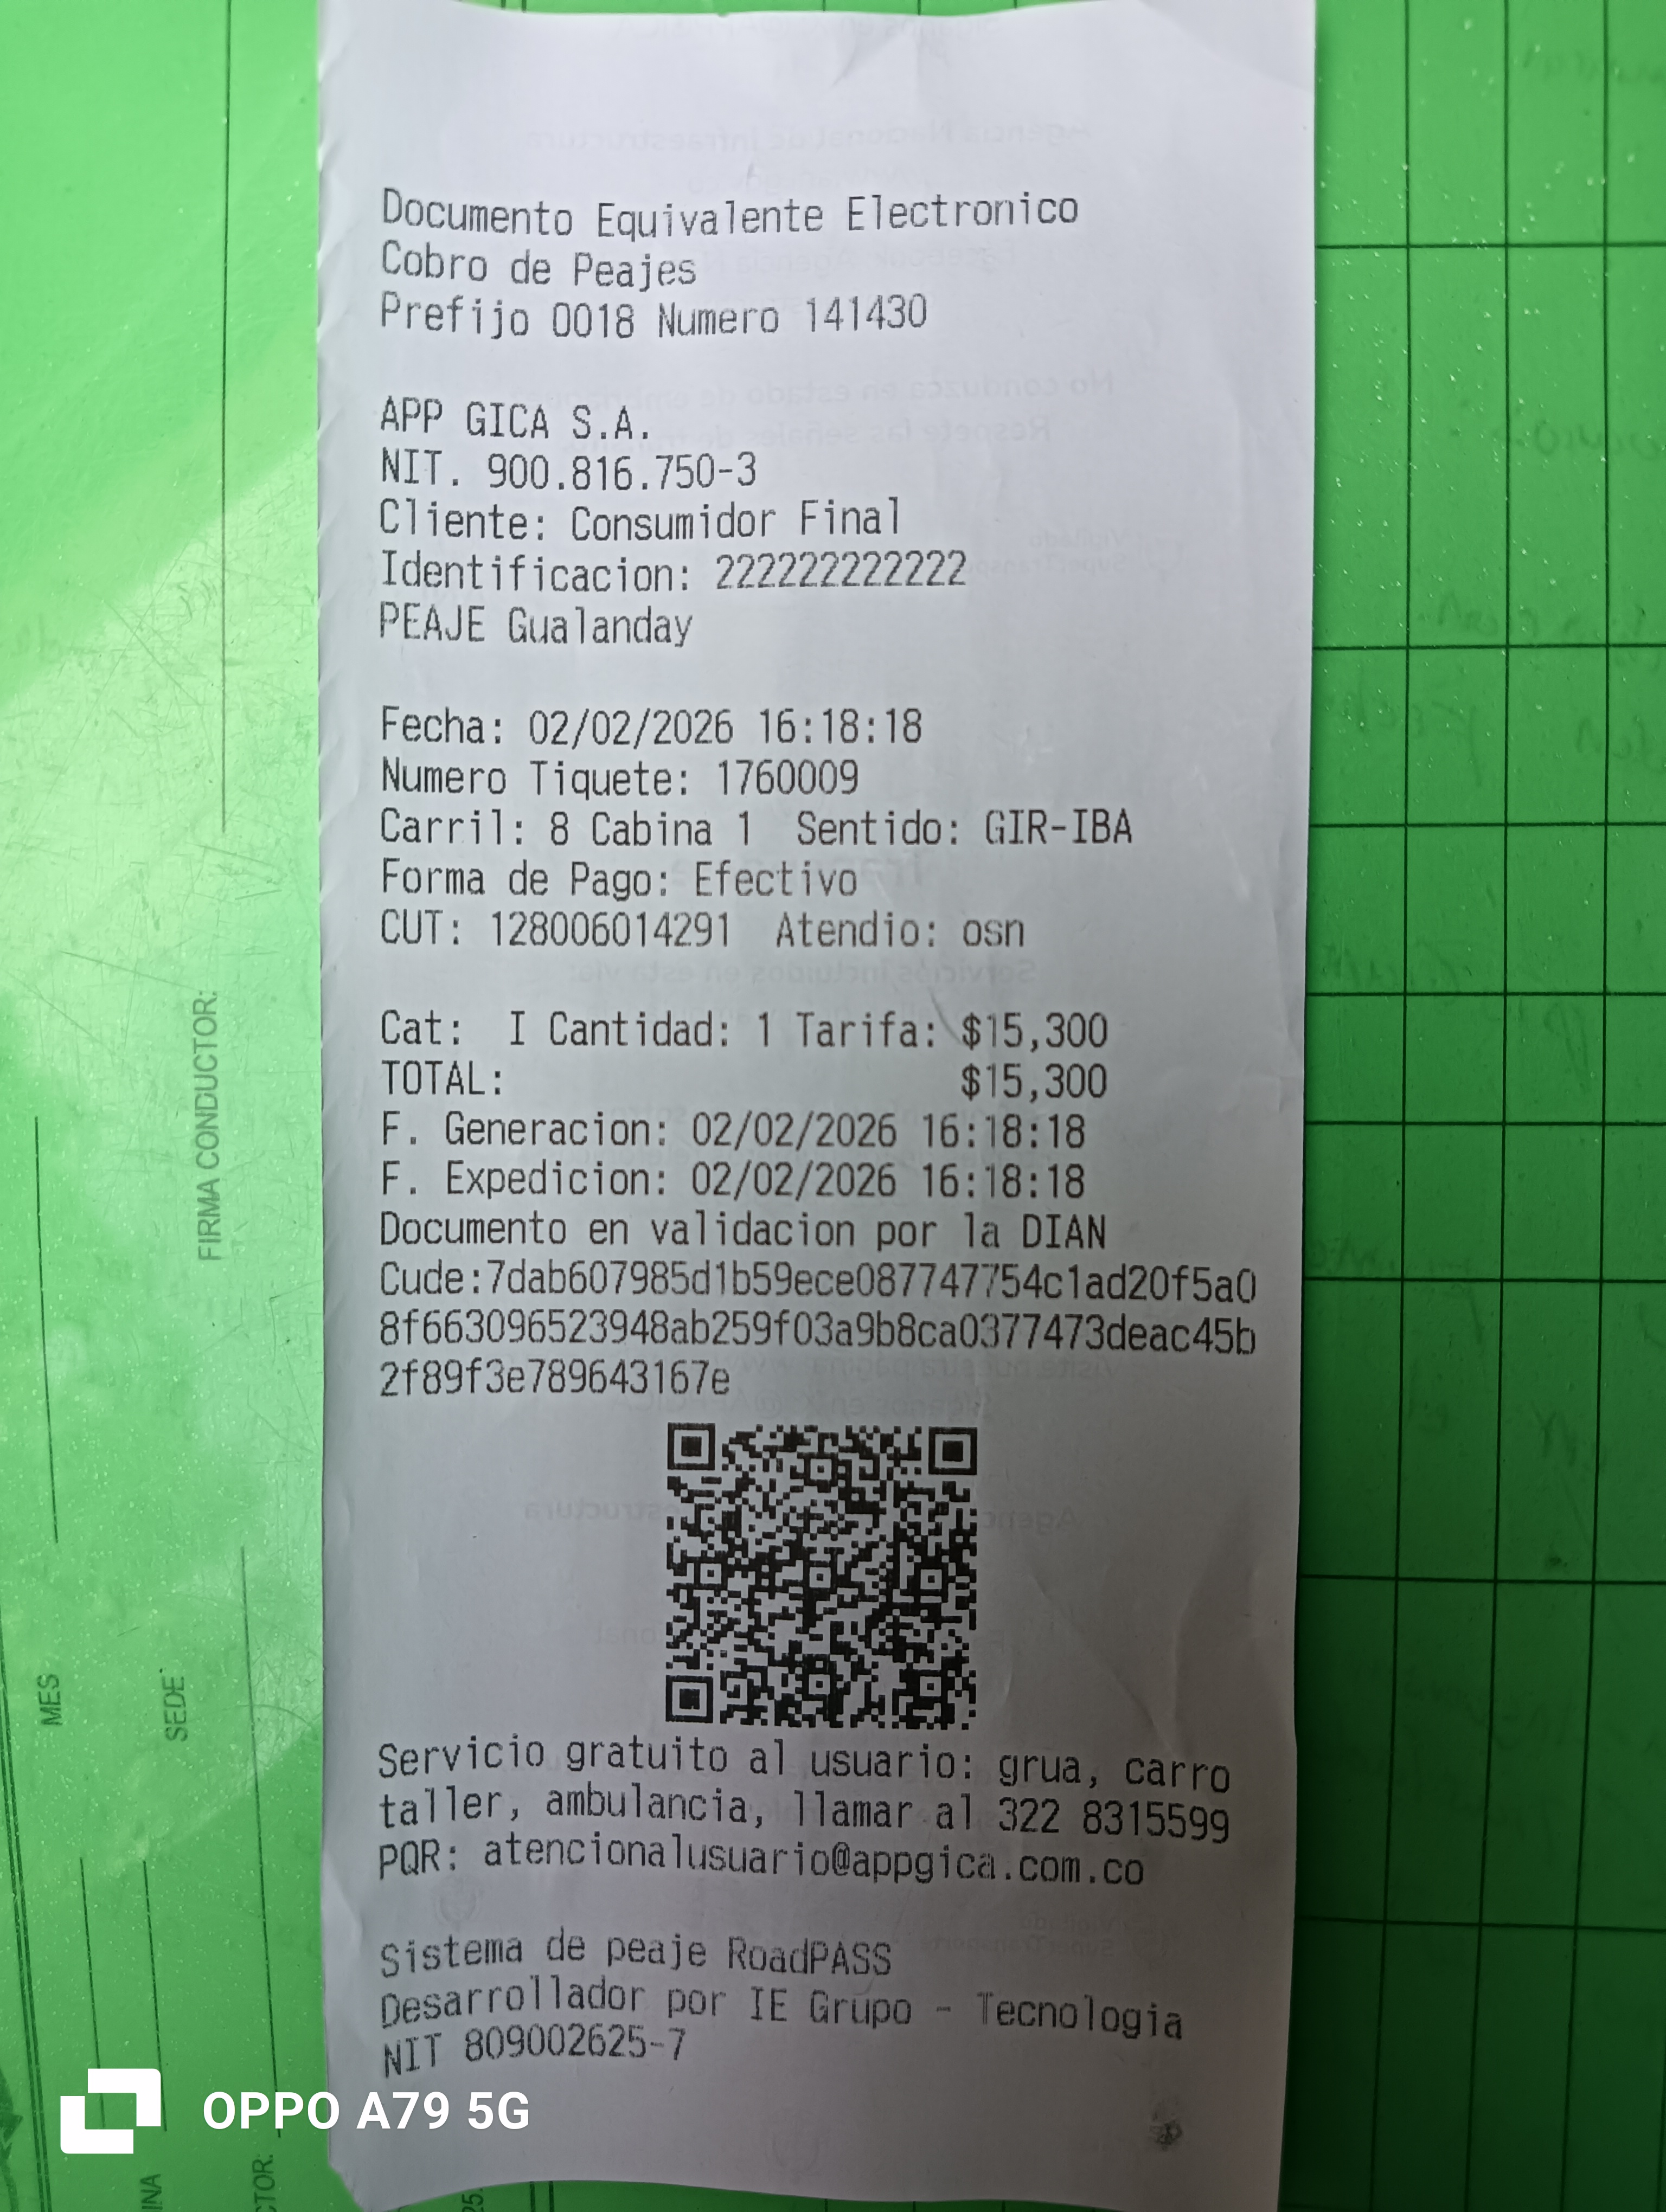 Documento Equivalente Electronico
Cobro de Peajes
Prefijo 0018 Numero 141430
APP GICA S.A.
NIT. 900.816.750-3
Cliente: Consumidor Final
Identificacion: 222222222222
PEAJE Gualanday
Fecha: 02/02/2026 16:18:18
Numero Tiquete: 1760009
Carril: 8 Cabina 1 Sentido: GIR-IBA
Forma de Pago: Efectivo
CUT: 128006014291 Atendio: osn
Cat: I Cantidad: 1 Tarifa: $15,300
TOTAL: $15,300
F. Generacion: 02/02/2026 16:18:18
F. Expedicion: 02/02/2026 16:18:18
Documento en validacion por la DIAN
Cude:7dab607985d1b59ece087747754c1ad20f5a0
8f663096523948ab259f03a9b8ca0377473deac45b
2f89f3e789643167e
Servicio gratuito al usuario: grua, carro
taller, ambulancia, llamar al 322 8315599
PQR: atencionalusuario@appgica.com.co
Sistema de peaje RoadPASS
Desarrollador por IE Grupo - Tecnologia
NIT 809002625-7
FIRMA CONDUCTOR:
MES
SEDE:
OPPO A79 5G